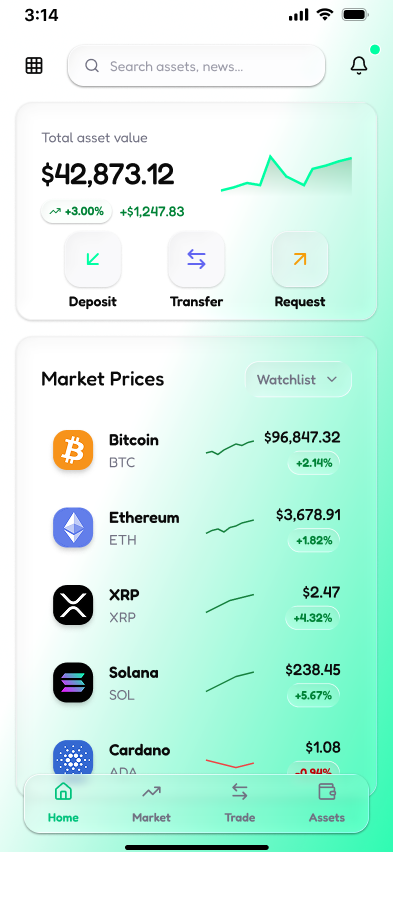 3:14
Search assets, news...
Total asset value
$42,873.12
+3.00% +$1,247.83
Deposit Transfer Request
Market Prices Watchlist
Bitcoin $96,847.32
BTC +2.14%
Ethereum $3,678.91
ETH +1.82%
XRP $2.47
XRP +4.32%
Solana $238.45
SOL +5.67%
Cardano $1.08
ADA -0.94%
Home Market Trade Assets